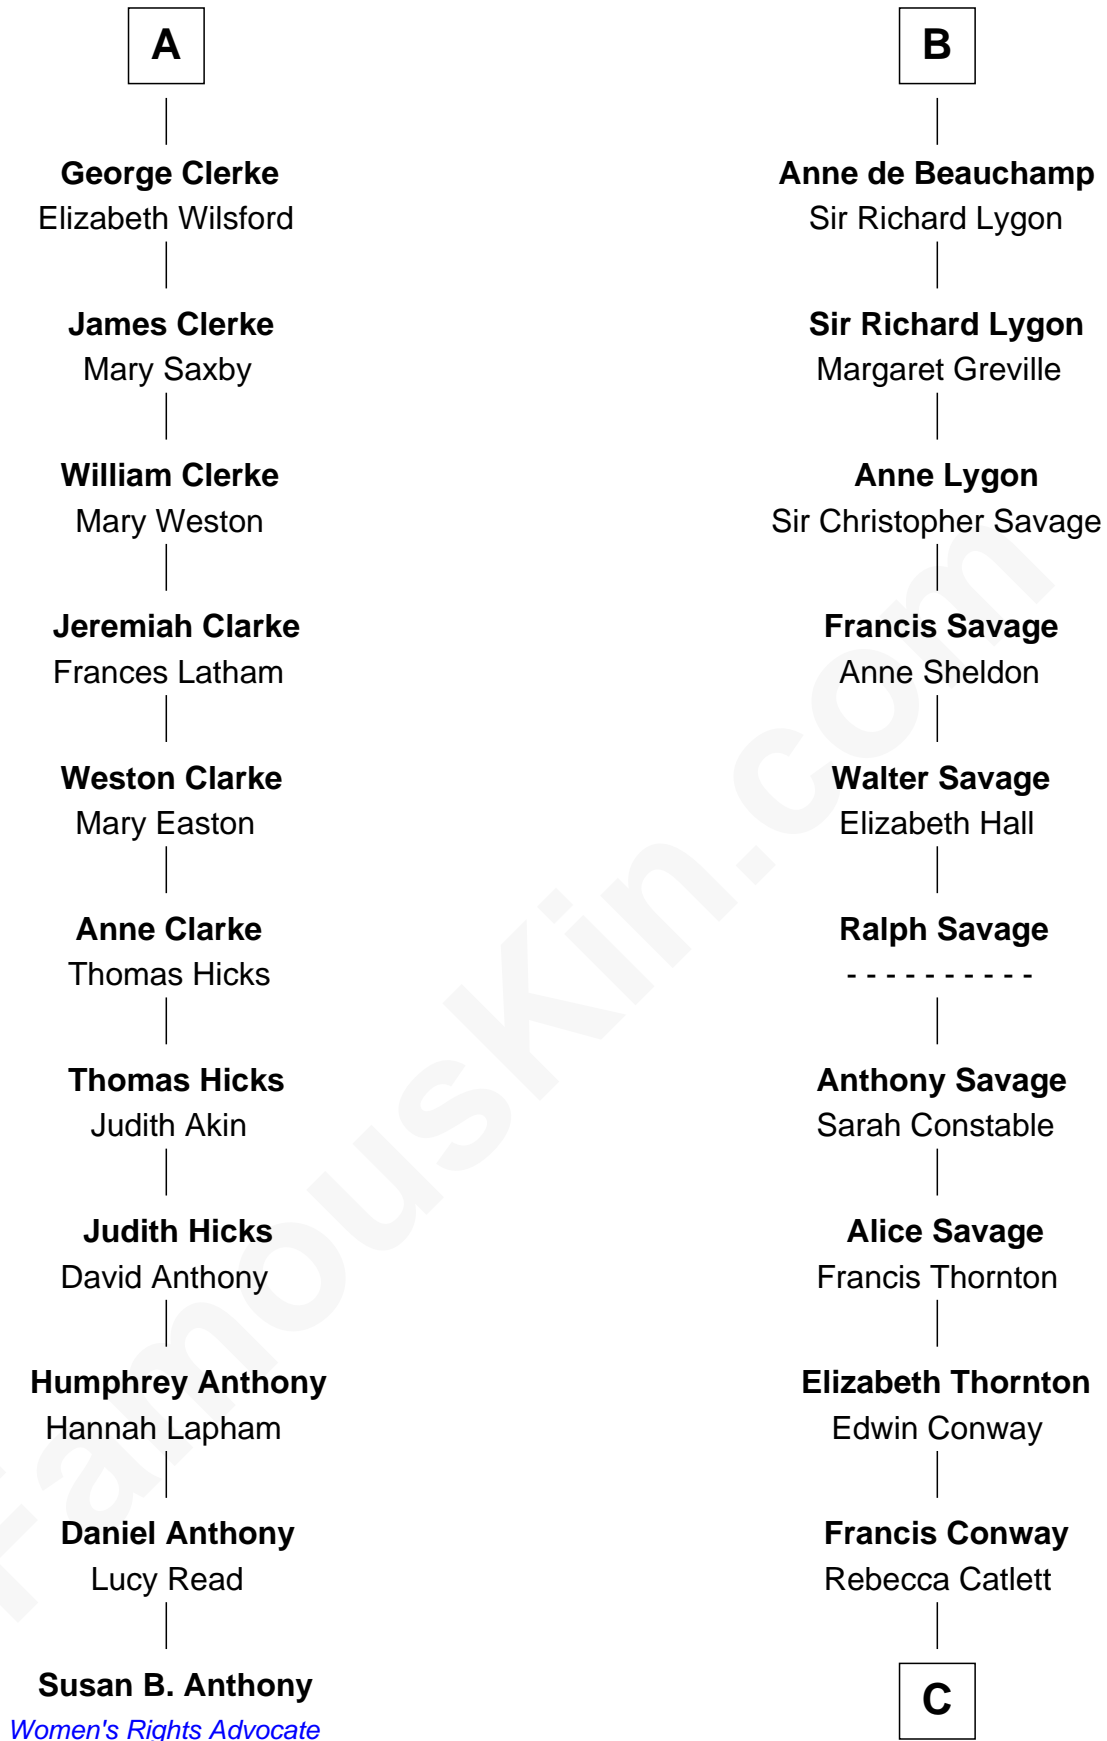 A
George Clerke
Elizabeth Wilsford
James Clerke
Mary Saxby
William Clerke
Mary Weston
Jeremiah Clarke
Frances Latham
Weston Clarke
Mary Easton
Anne Clarke
Thomas Hicks
Thomas Hicks
Judith Akin
Judith Hicks
David Anthony
Humphrey Anthony
Hannah Lapham
Daniel Anthony
Lucy Read
Susan B. Anthony
Women's Rights Advocate
B
Anne de Beauchamp
Sir Richard Lygon
Sir Richard Lygon
Margaret Greville
Anne Lygon
Sir Christopher Savage
Francis Savage
Anne Sheldon
Walter Savage
Elizabeth Hall
Ralph Savage
- - - - - - - - - -
Anthony Savage
Sarah Constable
Alice Savage
Francis Thornton
Elizabeth Thornton
Edwin Conway
Francis Conway
Rebecca Catlett
C
FamousKin.com